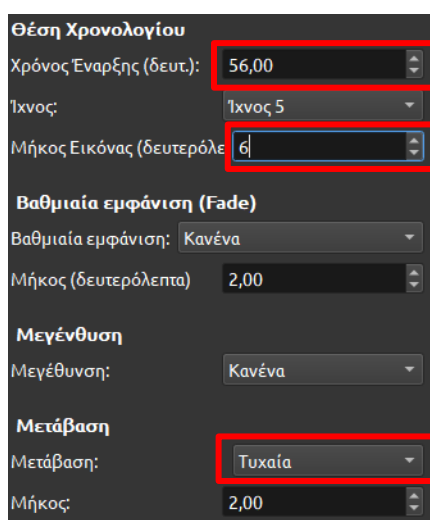 Θέση Χρονολογίου
Χρόνος Έναρξης (δευτ.): 56,00
Ίχνος: Ίχνος 5
Μήκος Εικόνας (δευτερόλε 6
Βαθμιαία εμφάνιση (Fade)
Βαθμιαία εμφάνιση: Κανένα
Μήκος (δευτερόλεπτα) 2,00
Μεγένθυση
Μεγέθυνση: Κανένα
Μετάβαση
Μετάβαση: Τυχαία
Μήκος: 2,00